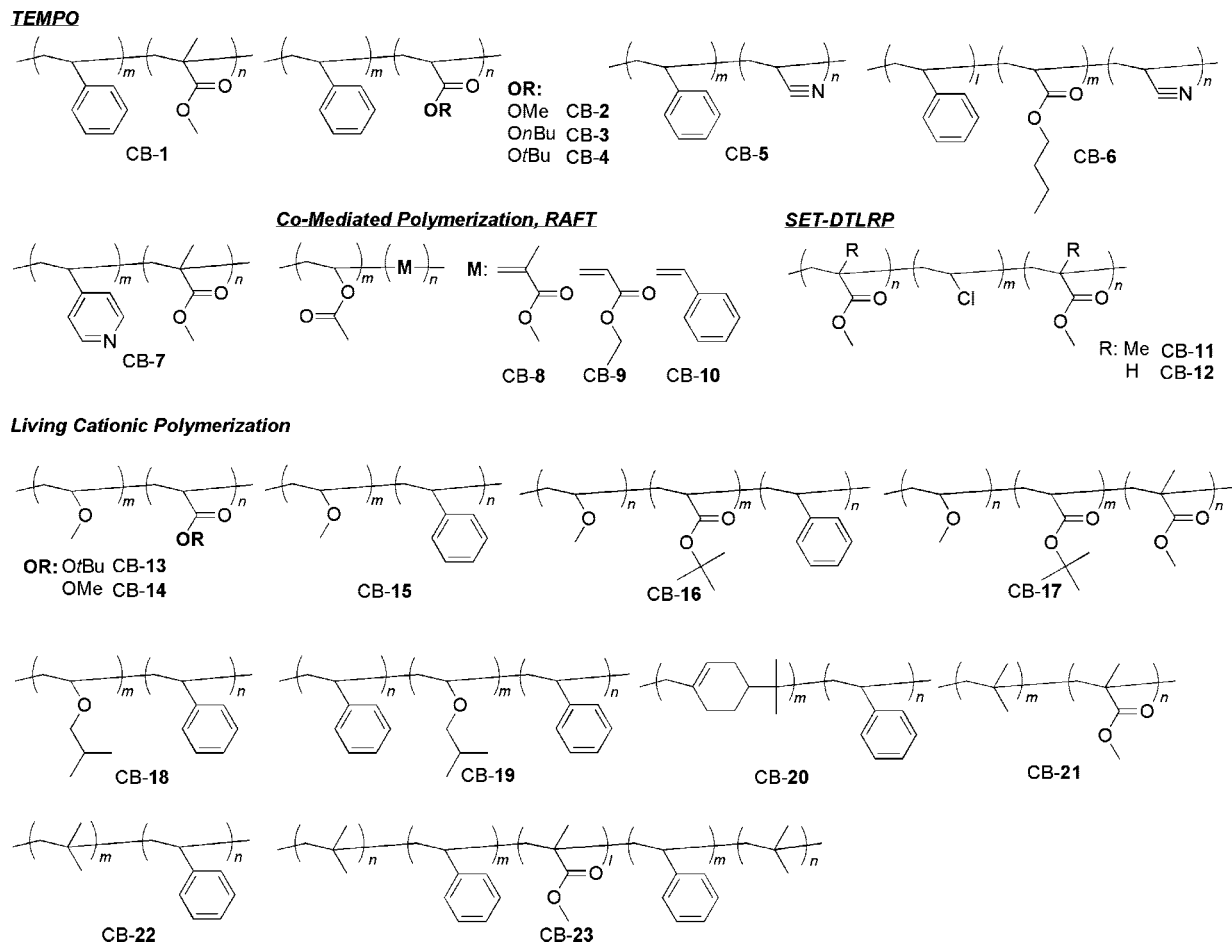 TEMPO
m n m n m n l m n
O O N O N
O OR O
OR:
OMe CB-2
OnBu CB-3
OtBu CB-4
CB-1 CB-5 CB-6
Co-Mediated Polymerization, RAFT SET-DTLRP
m n M m n M: R R
O O O O O n m n
O O O O Cl O O
N O O
CB-7 CB-8 CB-9 CB-10
R: Me CB-11
H CB-12
Living Cationic Polymerization
m n m n n m n n m n
O O O O O O O O
OR O O O
OR: OtBu CB-13
OMe CB-14
CB-15 CB-16 CB-17
m n n m n m n m n
O O O
O
CB-18 CB-19 CB-20 CB-21
m n n m l m n
O
O
CB-22 CB-23